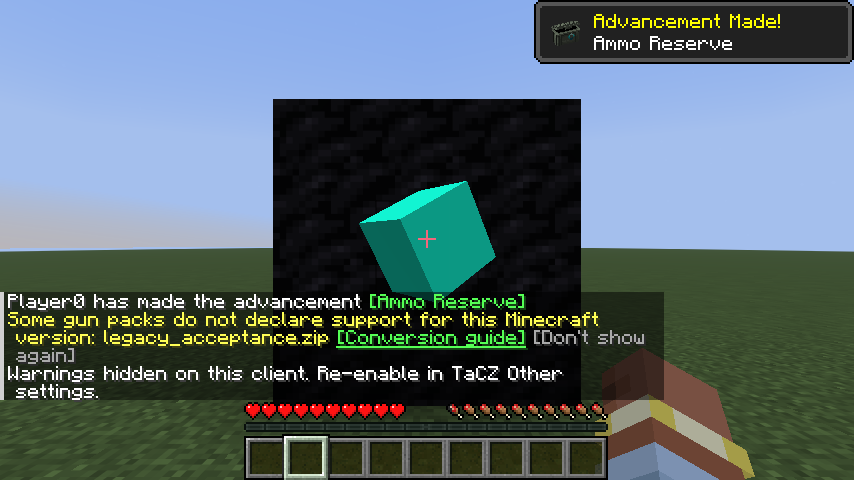 Advancement Made!
Ammo Reserve
Player0 has made the advancement [Ammo Reserve]
Some gun packs do not declare support for this Minecraft
version: legacy_acceptance.zip [Conversion guide] [Don't show
again]
Warnings hidden on this client. Re-enable in TaCZ Other
settings.